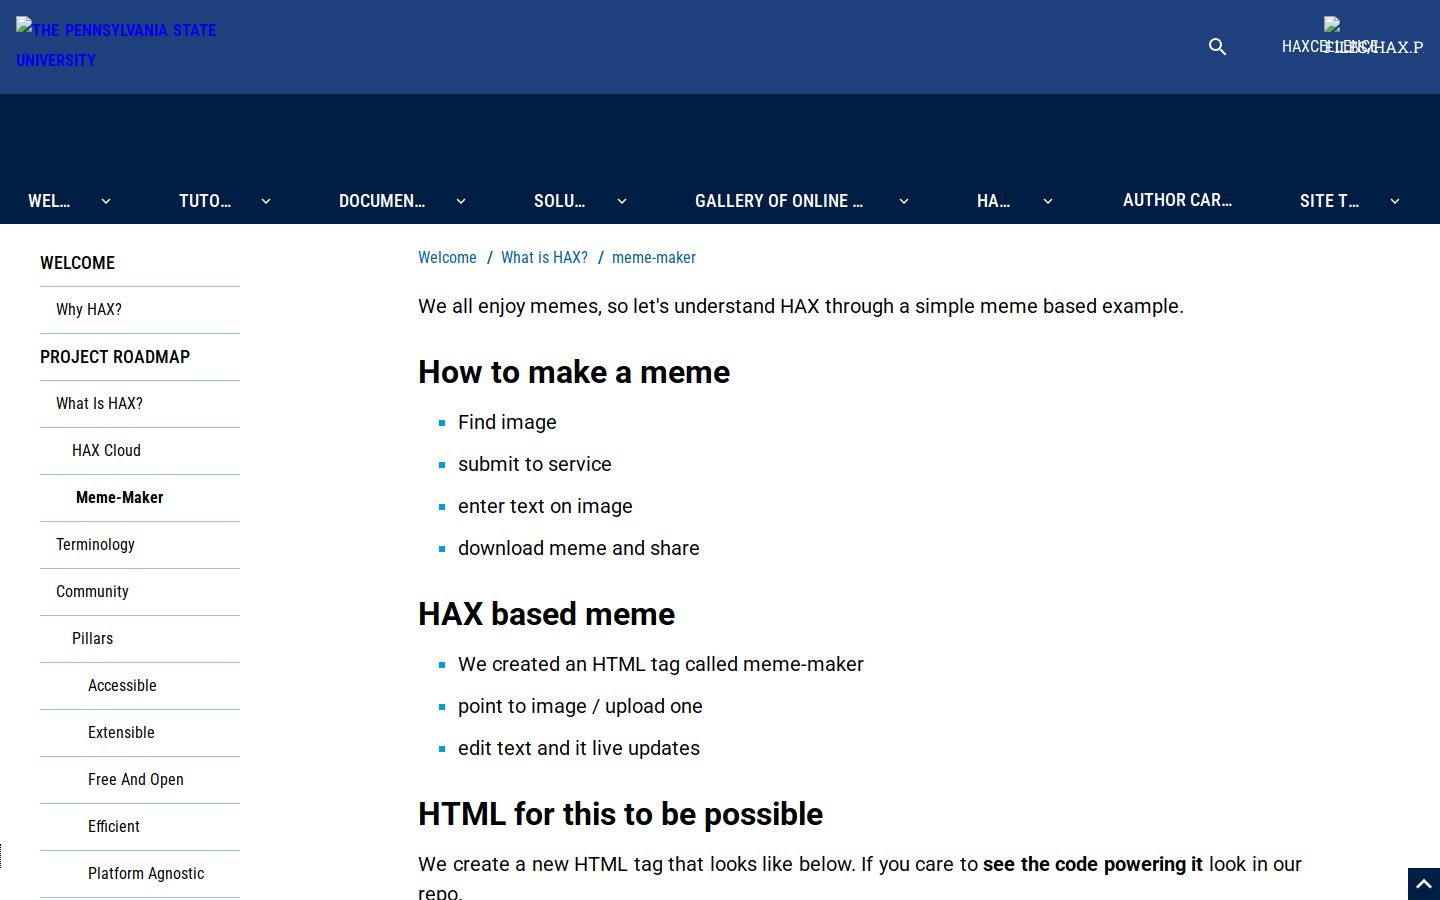 THE PENNSYLVANIA STATE
UNIVERSITY
HAXCELLENCE
FILES/HAX.P
WEL...
TUTO...
DOCUMEN...
SOLU...
GALLERY OF ONLINE ...
HA...
AUTHOR CAR...
SITE T...
WELCOME
Why HAX?
PROJECT ROADMAP
What Is HAX?
HAX Cloud
Meme-Maker
Terminology
Community
Pillars
Accessible
Extensible
Free And Open
Efficient
Platform Agnostic
Welcome / What is HAX? / meme-maker
We all enjoy memes, so let's understand HAX through a simple meme based example.
How to make a meme
Find image
submit to service
enter text on image
download meme and share
HAX based meme
We created an HTML tag called meme-maker
point to image / upload one
edit text and it live updates
HTML for this to be possible
We create a new HTML tag that looks like below. If you care to see the code powering it look in our
repo.